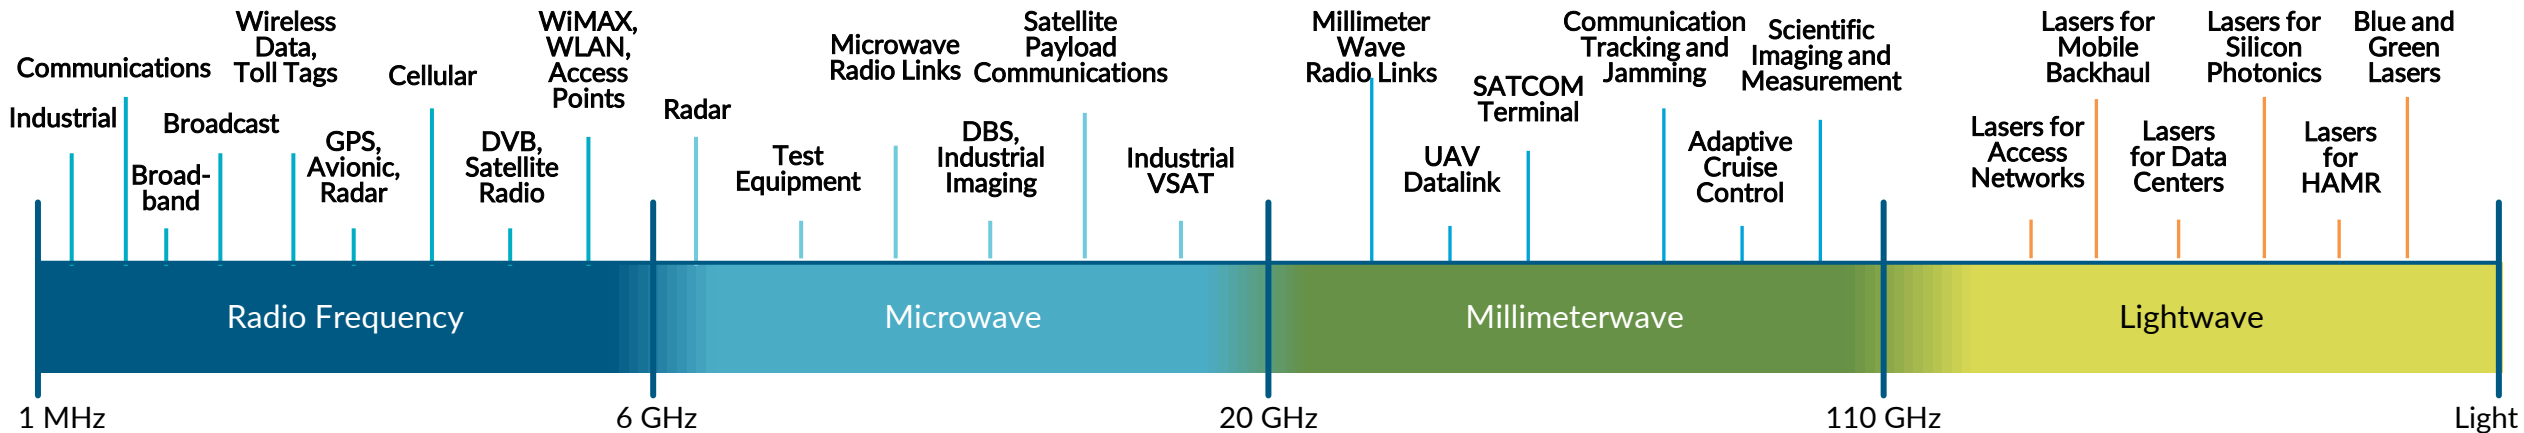 Industrial
Communications
Broad-
band
Broadcast
Wireless
Data,
Toll Tags
GPS,
Avionic,
Radar
Cellular
DVB,
Satellite
Radio
WiMAX,
WLAN,
Access
Points
Radar
Test
Equipment
Microwave
Radio Links
DBS,
Industrial
Imaging
Satellite
Payload
Communications
Industrial
VSAT
Millimeter
Wave
Radio Links
UAV
Datalink
SATCOM
Terminal
Communication
Tracking and
Jamming
Adaptive
Cruise
Control
Scientific
Imaging and
Measurement
Lasers for
Access
Networks
Lasers for
Mobile
Backhaul
Lasers
for Data
Centers
Lasers for
Silicon
Photonics
Lasers
for
HAMR
Blue and
Green
Lasers
Radio Frequency
Microwave
Millimeterwave
Lightwave
1 MHz
6 GHz
20 GHz
110 GHz
Light